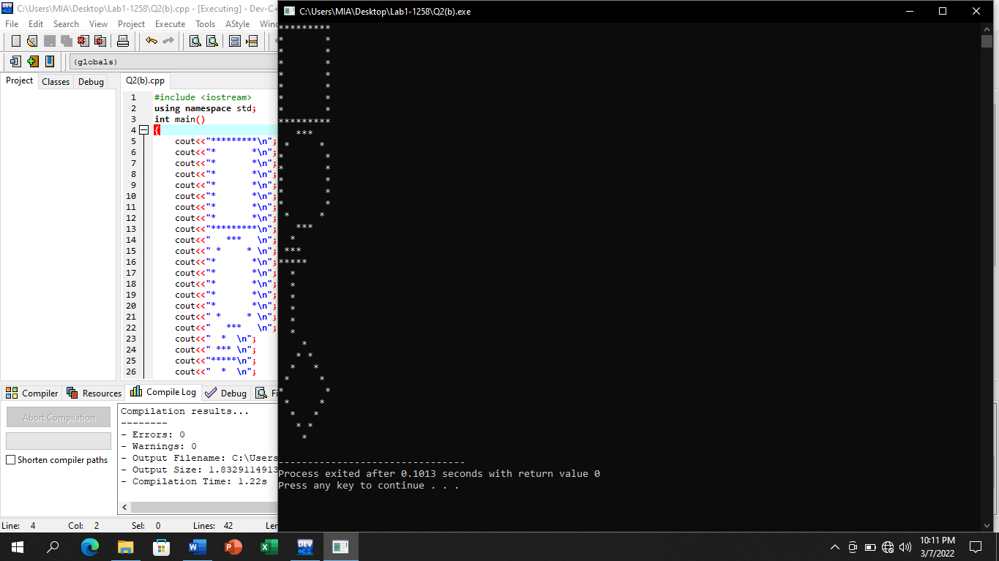 C:\Users\MIA\Desktop\Lab1-1258\Q2(b).cpp - [Executing] - Dev-C+
File Edit Search View Project Execute Tools AStyle Win
(globals)
Project Classes Debug
Q2(b).cpp
1 #include <iostream>
2 using namespace std;
3 int main()
4 {
5     cout<<"*********\n";
6     cout<<"*       *\n";
7     cout<<"*       *\n";
8     cout<<"*       *\n";
9     cout<<"*       *\n";
10     cout<<"*       *\n";
11     cout<<"*       *\n";
12     cout<<"*       *\n";
13     cout<<"*********\n";
14     cout<<"   ***   \n";
15     cout<<" *     * \n";
16     cout<<"*       *\n";
17     cout<<"*       *\n";
18     cout<<"*       *\n";
19     cout<<"*       *\n";
20     cout<<"*       *\n";
21     cout<<" *     * \n";
22     cout<<"   ***   \n";
23     cout<<"  *  \n";
24     cout<<" *** \n";
25     cout<<"*****\n";
26     cout<<"  *  \n";
Compiler Resources Compile Log Debug Fi
Abort Compilation
Shorten compiler paths
Compilation results...
--------
- Errors: 0
- Warnings: 0
- Output Filename: C:\Users
- Output Size: 1.8329114913
- Compilation Time: 1.22s
Line: 4 Col: 2 Sel: 0 Lines: 42 Len
C:\Users\MIA\Desktop\Lab1-1258\Q2(b).exe
*********
*       *
*       *
*       *
*       *
*       *
*       *
*       *
*********
   ***
 *     *
*       *
*       *
*       *
*       *
*       *
 *     *
   ***
  *
 ***
*****
  *
  *
  *
  *
  *
  *
    *
   * *
  *   *
 *     *
*       *
 *     *
  *   *
   * *
    *
--------------------------------
Process exited after 0.1013 seconds with return value 0
Press any key to continue . . .
10:11 PM
3/7/2022